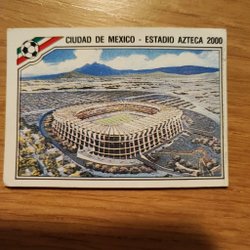 CIUDAD DE MEXICO - ESTADIO AZTECA 2000